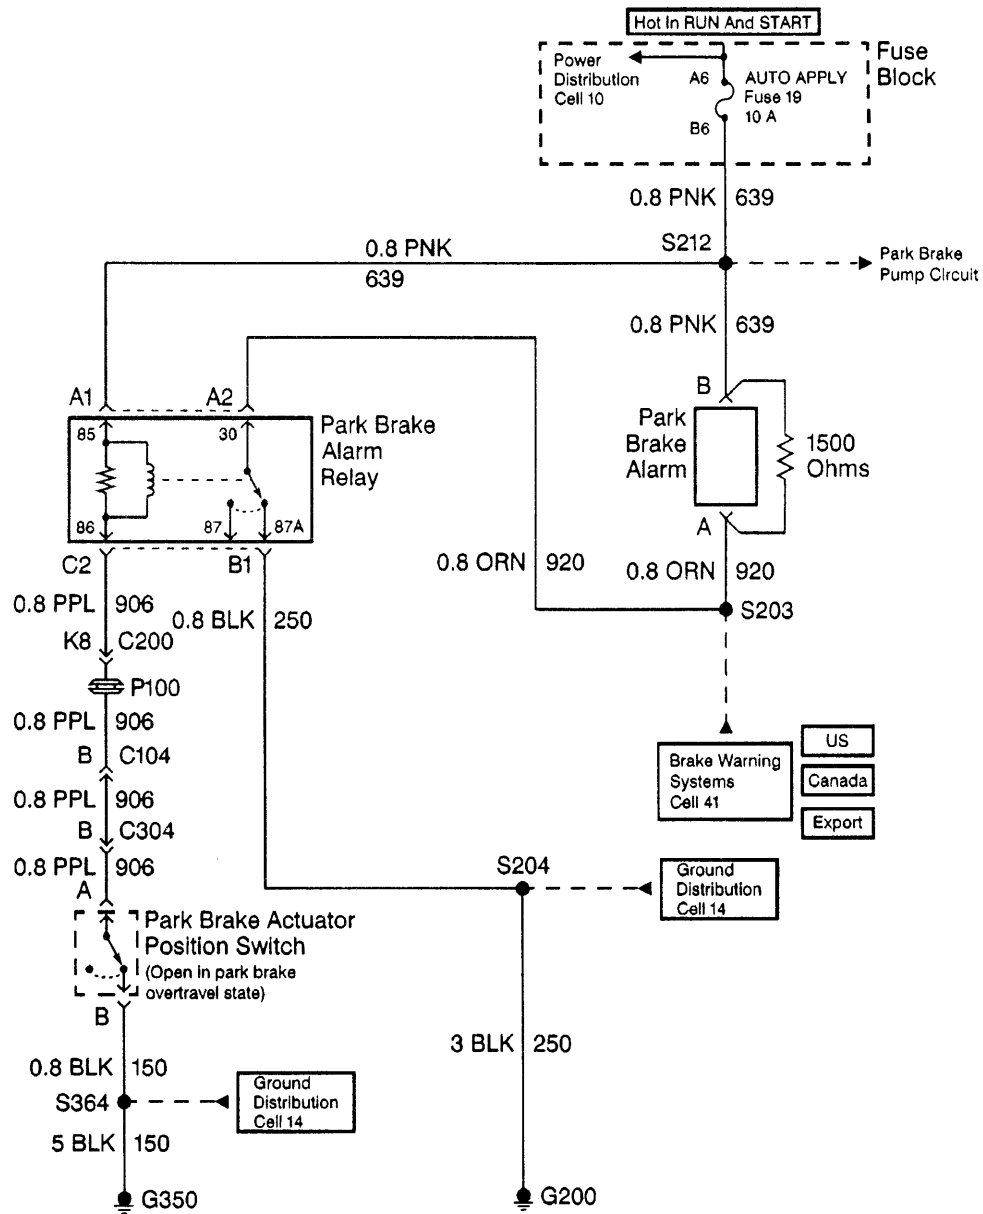 Hot In RUN And START
Fuse
Block
Power
Distribution
Cell 10
A6
AUTO APPLY
Fuse 19
10 A
B6
0.8 PNK 639
S212
0.8 PNK
639
Park Brake
Pump Circuit
0.8 PNK 639
A1
A2
B
85
30
Park Brake
Alarm
Relay
Park
Brake
Alarm
1500
Ohms
86
87
87A
A
C2
B1
0.8 ORN 920
0.8 ORN 920
0.8 PPL 906
0.8 BLK 250
S203
K8 C200
P100
0.8 PPL 906
B C104
Brake Warning
Systems
Cell 41
US
Canada
Export
0.8 PPL 906
B C304
0.8 PPL 906
A
S204
Ground
Distribution
Cell 14
Park Brake Actuator
Position Switch
(Open in park brake
overtravel state)
B
3 BLK 250
0.8 BLK 150
S364
Ground
Distribution
Cell 14
5 BLK 150
G350
G200